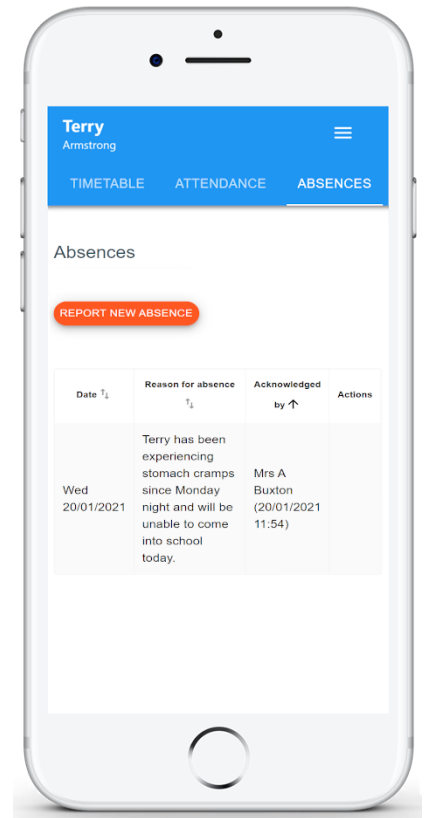 Terry
Armstrong
TIMETABLE ATTENDANCE ABSENCES
Absences
REPORT NEW ABSENCE
Date Reason for absence Acknowledged by Actions
Wed
20/01/2021
Terry has been
experiencing
stomach cramps
since Monday
night and will be
unable to come
into school
today.
Mrs A
Buxton
(20/01/2021
11:54)